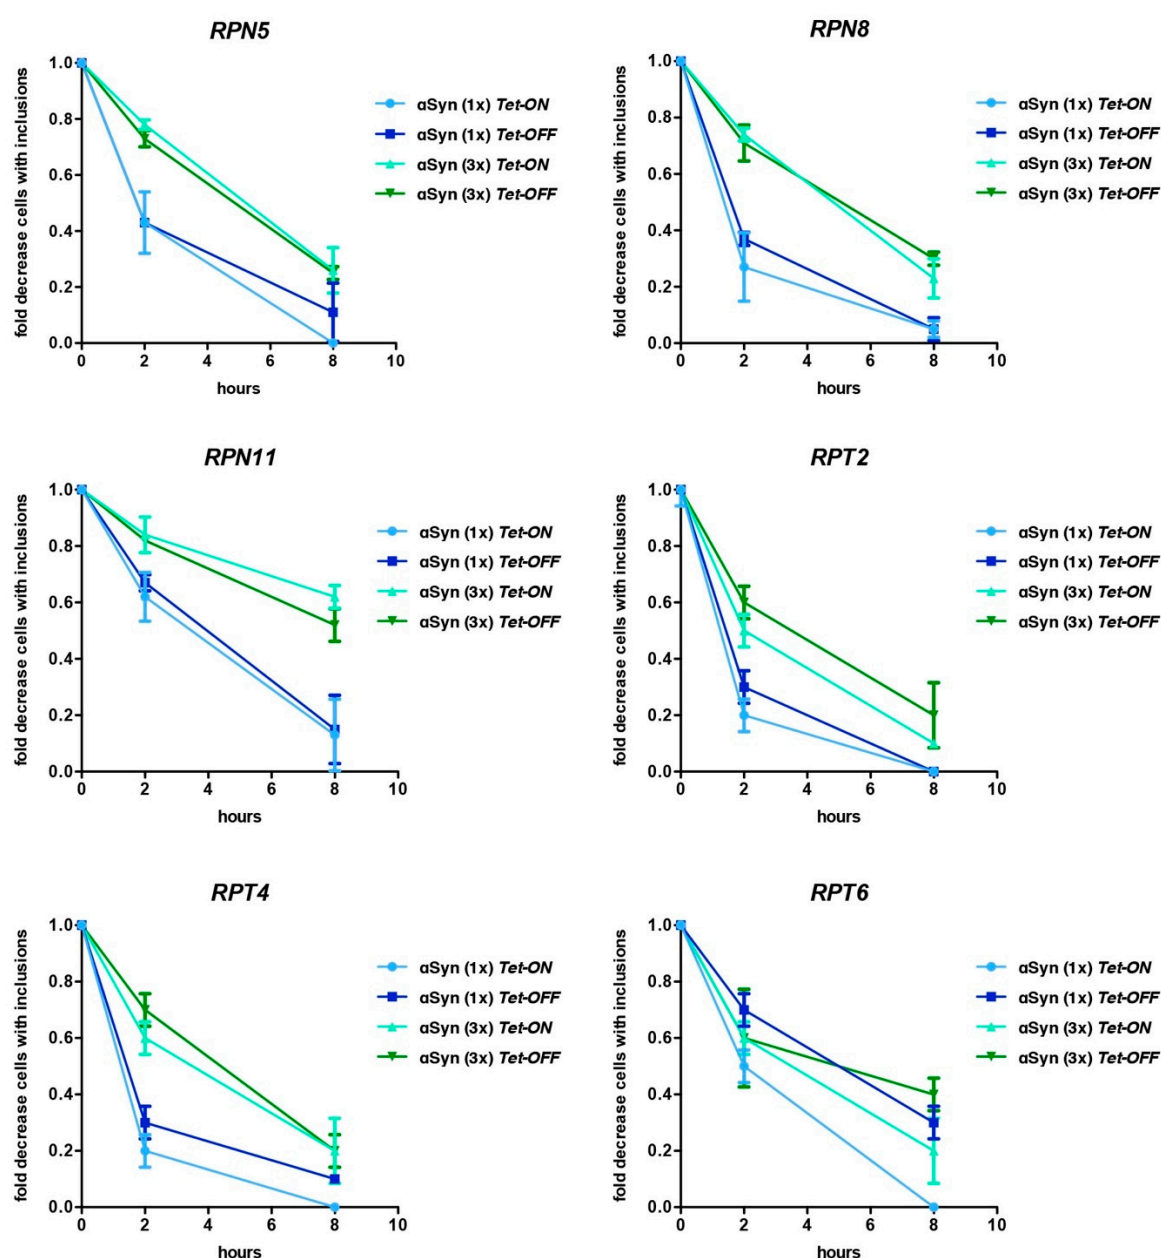 RPN5
fold decrease cells with inclusions
1.0
0.8
0.6
0.4
0.2
0.0
0 2 4 6 8 10
hours
αSyn (1x) Tet-ON
αSyn (1x) Tet-OFF
αSyn (3x) Tet-ON
αSyn (3x) Tet-OFF
RPN8
fold decrease cells with inclusions
1.0
0.8
0.6
0.4
0.2
0.0
0 2 4 6 8 10
hours
αSyn (1x) Tet-ON
αSyn (1x) Tet-OFF
αSyn (3x) Tet-ON
αSyn (3x) Tet-OFF
RPN11
fold decrease cells with inclusions
1.0
0.8
0.6
0.4
0.2
0.0
0 2 4 6 8 10
hours
αSyn (1x) Tet-ON
αSyn (1x) Tet-OFF
αSyn (3x) Tet-ON
αSyn (3x) Tet-OFF
RPT2
fold decrease cells with inclusions
1.0
0.8
0.6
0.4
0.2
0.0
0 2 4 6 8 10
hours
αSyn (1x) Tet-ON
αSyn (1x) Tet-OFF
αSyn (3x) Tet-ON
αSyn (3x) Tet-OFF
RPT4
fold decrease cells with inclusions
1.0
0.8
0.6
0.4
0.2
0.0
0 2 4 6 8 10
hours
αSyn (1x) Tet-ON
αSyn (1x) Tet-OFF
αSyn (3x) Tet-ON
αSyn (3x) Tet-OFF
RPT6
fold decrease cells with inclusions
1.0
0.8
0.6
0.4
0.2
0.0
0 2 4 6 8 10
hours
αSyn (1x) Tet-ON
αSyn (1x) Tet-OFF
αSyn (3x) Tet-ON
αSyn (3x) Tet-OFF